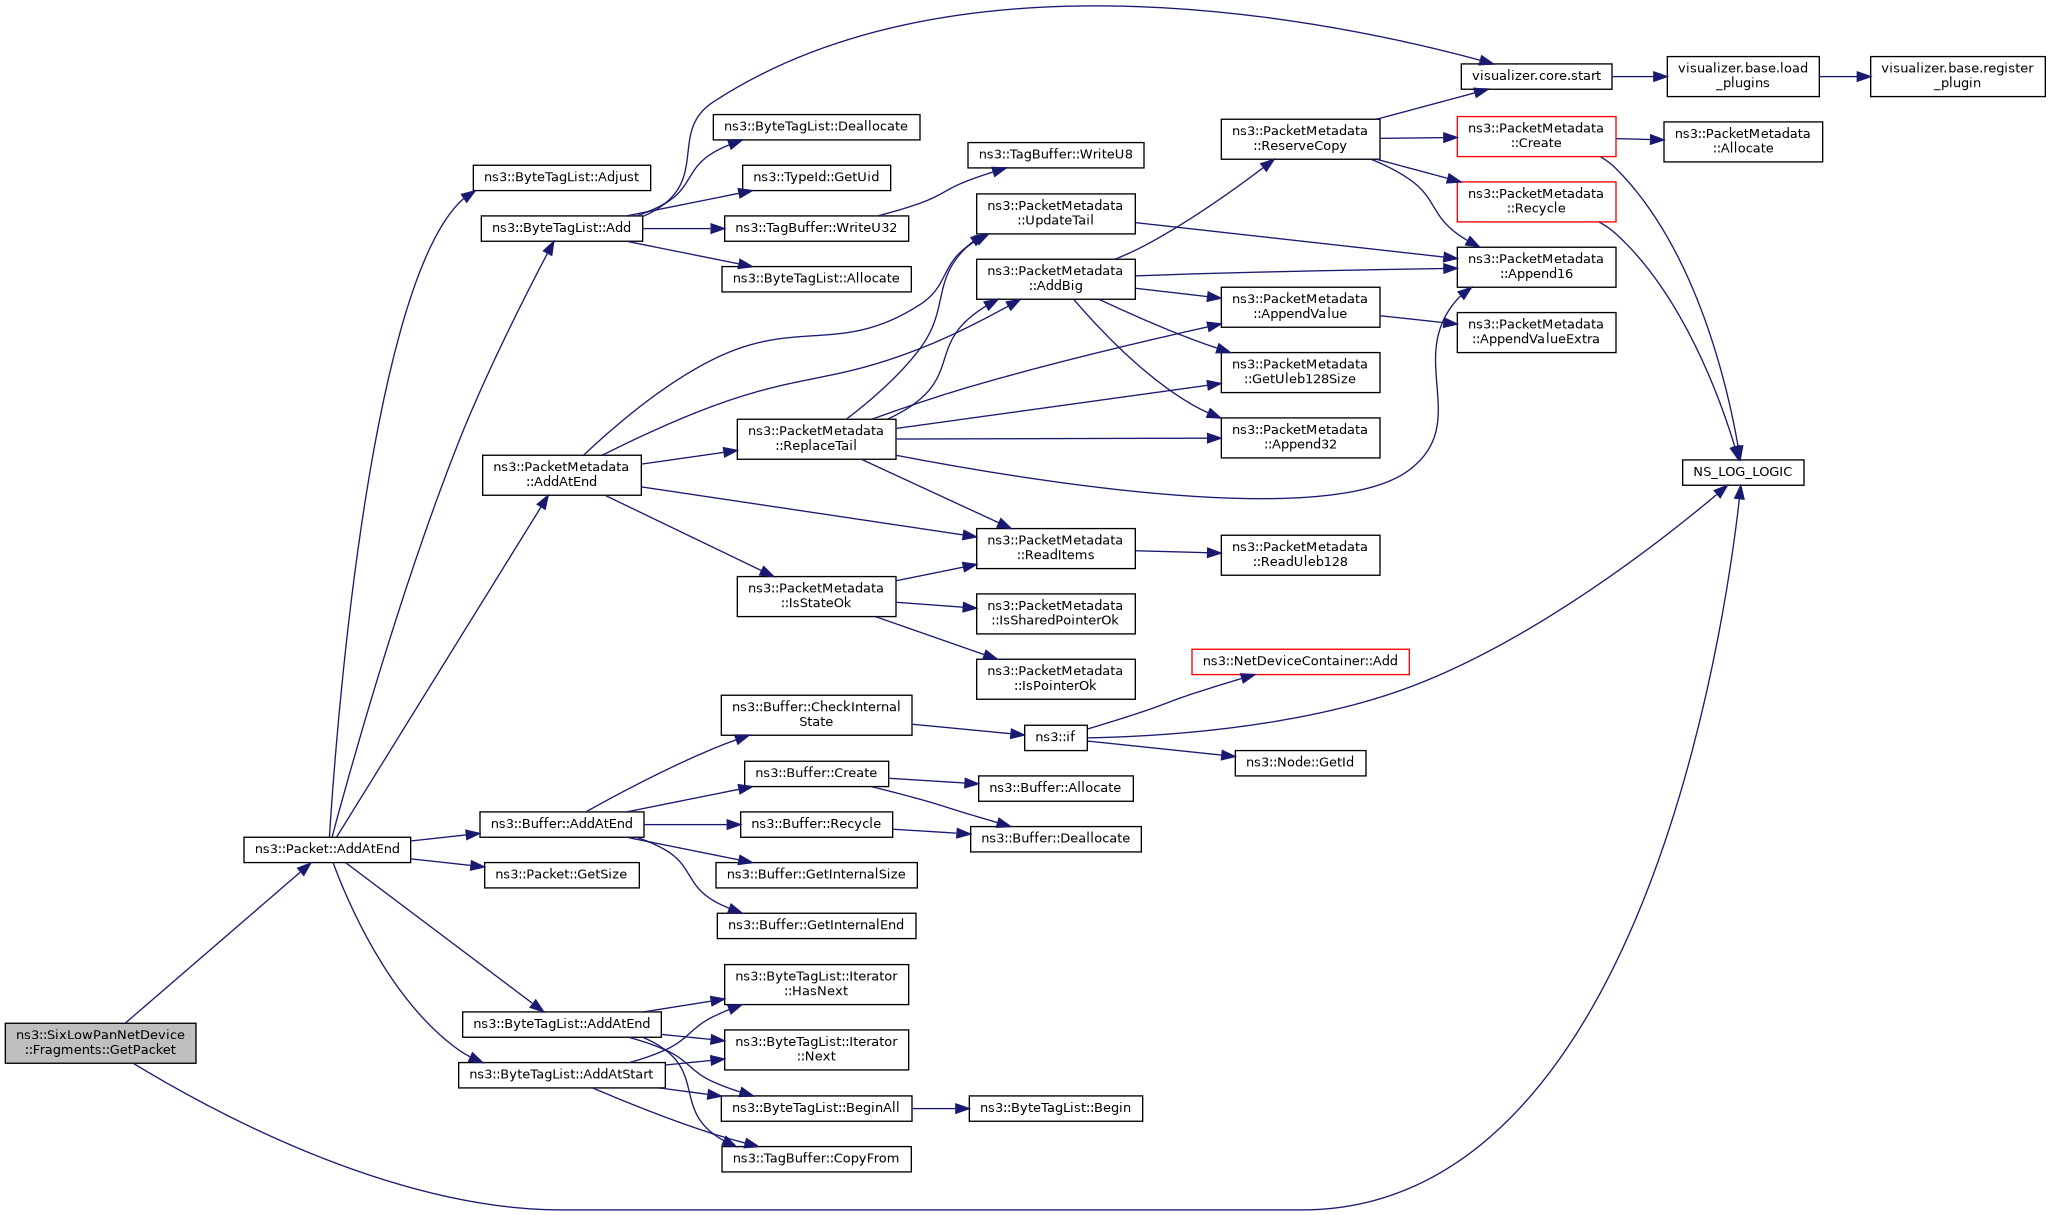 visualizer.core.start
visualizer.base.load
_plugins
visualizer.base.register
_plugin
ns3::ByteTagList::Deallocate
ns3::PacketMetadata
::ReserveCopy
ns3::PacketMetadata
::Create
ns3::PacketMetadata
::Allocate
ns3::TagBuffer::WriteU8
ns3::ByteTagList::Adjust
ns3::TypeId::GetUid
ns3::PacketMetadata
::Recycle
ns3::PacketMetadata
::UpdateTail
ns3::ByteTagList::Add
ns3::TagBuffer::WriteU32
ns3::PacketMetadata
::Append16
ns3::ByteTagList::Allocate
ns3::PacketMetadata
::AddBig
ns3::PacketMetadata
::AppendValue
ns3::PacketMetadata
::AppendValueExtra
ns3::PacketMetadata
::GetUleb128Size
ns3::PacketMetadata
::ReplaceTail
ns3::PacketMetadata
::Append32
ns3::PacketMetadata
::AddAtEnd
NS_LOG_LOGIC
ns3::PacketMetadata
::ReadItems
ns3::PacketMetadata
::ReadUleb128
ns3::PacketMetadata
::IsStateOk
ns3::PacketMetadata
::IsSharedPointerOk
ns3::PacketMetadata
::IsPointerOk
ns3::NetDeviceContainer::Add
ns3::Buffer::CheckInternal
State
ns3::if
ns3::Node::GetId
ns3::Buffer::Create
ns3::Buffer::Allocate
ns3::Buffer::AddAtEnd
ns3::Buffer::Recycle
ns3::Buffer::Deallocate
ns3::Packet::AddAtEnd
ns3::Packet::GetSize
ns3::Buffer::GetInternalSize
ns3::Buffer::GetInternalEnd
ns3::ByteTagList::Iterator
::HasNext
ns3::ByteTagList::AddAtEnd
ns3::SixLowPanNetDevice
::Fragments::GetPacket
ns3::ByteTagList::Iterator
::Next
ns3::ByteTagList::AddAtStart
ns3::ByteTagList::BeginAll
ns3::ByteTagList::Begin
ns3::TagBuffer::CopyFrom